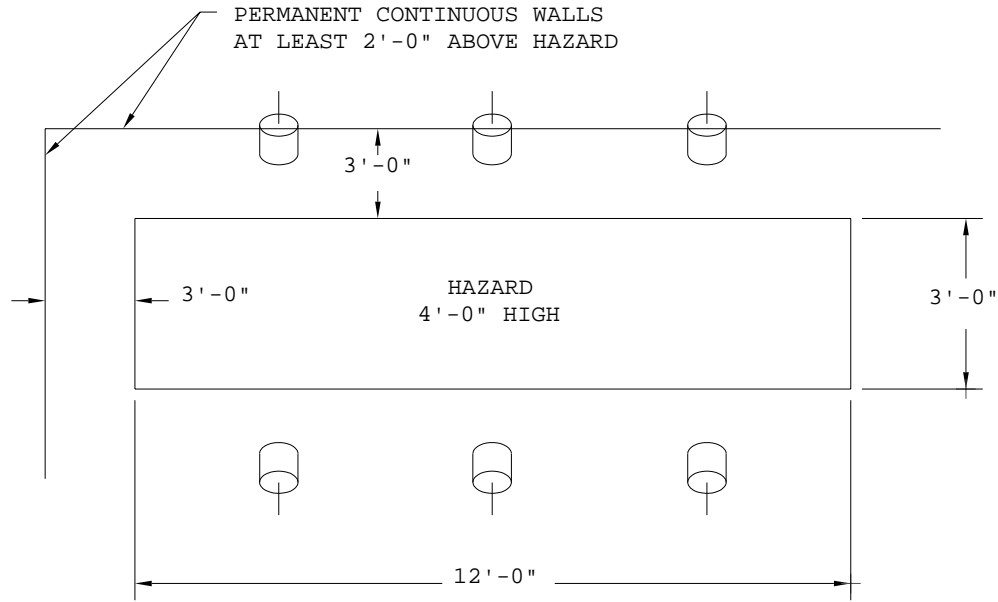 PERMANENT CONTINUOUS WALLS
AT LEAST 2'-0" ABOVE HAZARD
3'-0"
3'-0"
HAZARD
4'-0" HIGH
3'-0"
12'-0"